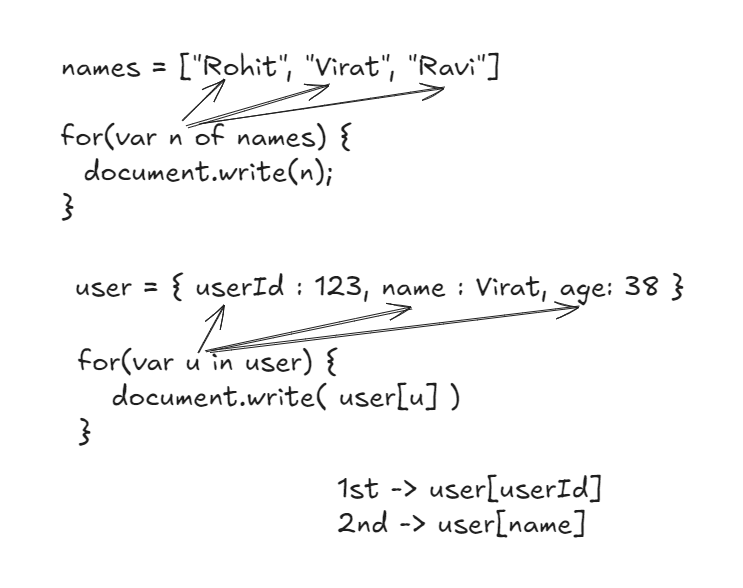 names = ["Rohit", "Virat", "Ravi"]
for(var n of names) {
document.write(n);
}
user = { userId : 123, name : Virat, age: 38 }
for(var u in user) {
document.write( user[u] )
}
1st -> user[userId]
2nd -> user[name]